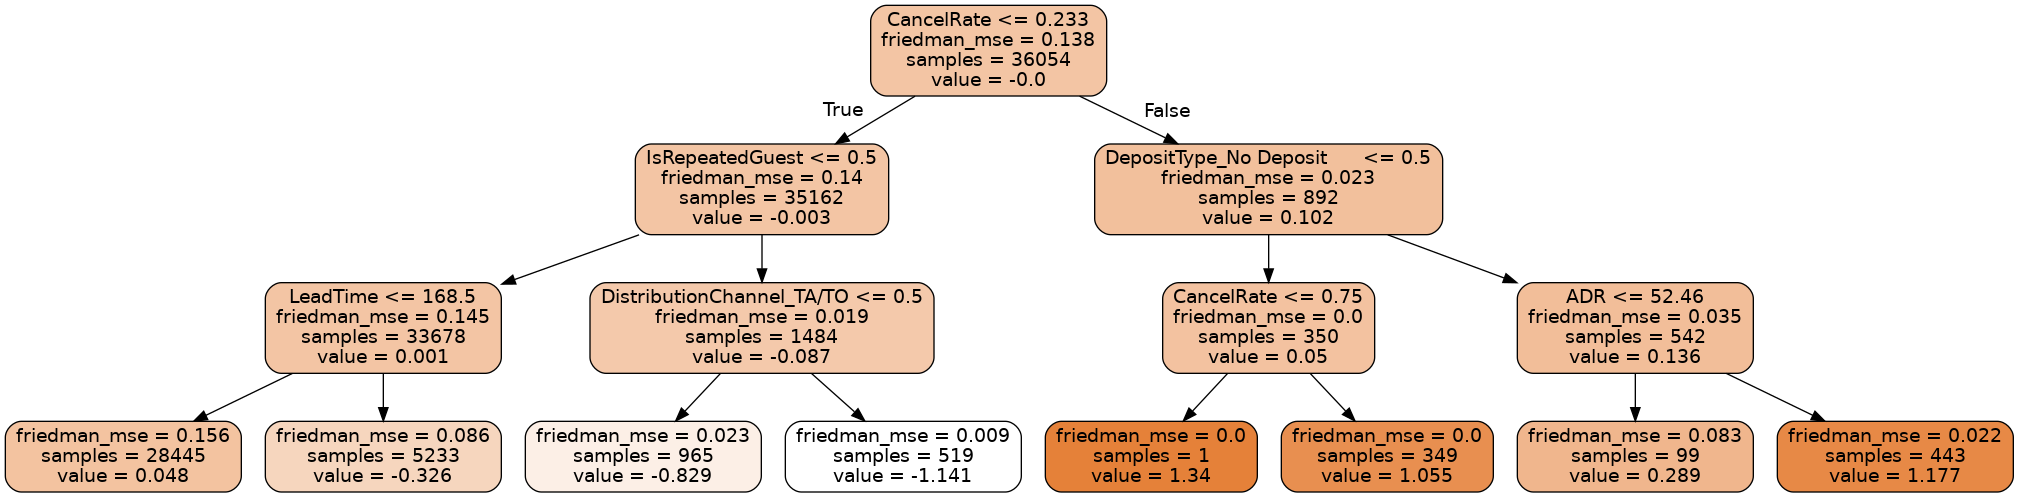 CancelRate <= 0.233
friedman_mse = 0.138
samples = 36054
value = -0.0
True
False
IsRepeatedGuest <= 0.5
friedman_mse = 0.14
samples = 35162
value = -0.003
DepositType_No Deposit      <= 0.5
friedman_mse = 0.023
samples = 892
value = 0.102
LeadTime <= 168.5
friedman_mse = 0.145
samples = 33678
value = 0.001
DistributionChannel_TA/TO <= 0.5
friedman_mse = 0.019
samples = 1484
value = -0.087
CancelRate <= 0.75
friedman_mse = 0.0
samples = 350
value = 0.05
ADR <= 52.46
friedman_mse = 0.035
samples = 542
value = 0.136
friedman_mse = 0.156
samples = 28445
value = 0.048
friedman_mse = 0.086
samples = 5233
value = -0.326
friedman_mse = 0.023
samples = 965
value = -0.829
friedman_mse = 0.009
samples = 519
value = -1.141
friedman_mse = 0.0
samples = 1
value = 1.34
friedman_mse = 0.0
samples = 349
value = 1.055
friedman_mse = 0.083
samples = 99
value = 0.289
friedman_mse = 0.022
samples = 443
value = 1.177